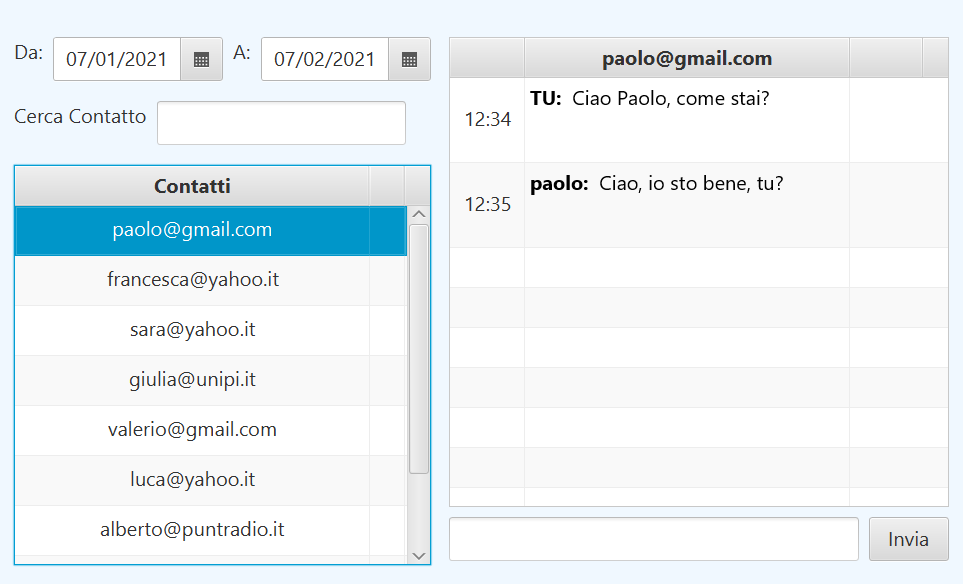 Da: 07/01/2021 A: 07/02/2021
Cerca Contatto
Contatti
paolo@gmail.com
francesca@yahoo.it
sara@yahoo.it
giulia@unipi.it
valerio@gmail.com
luca@yahoo.it
alberto@puntradio.it
paolo@gmail.com
12:34 TU: Ciao Paolo, come stai?
12:35 paolo: Ciao, io sto bene, tu?
Invia